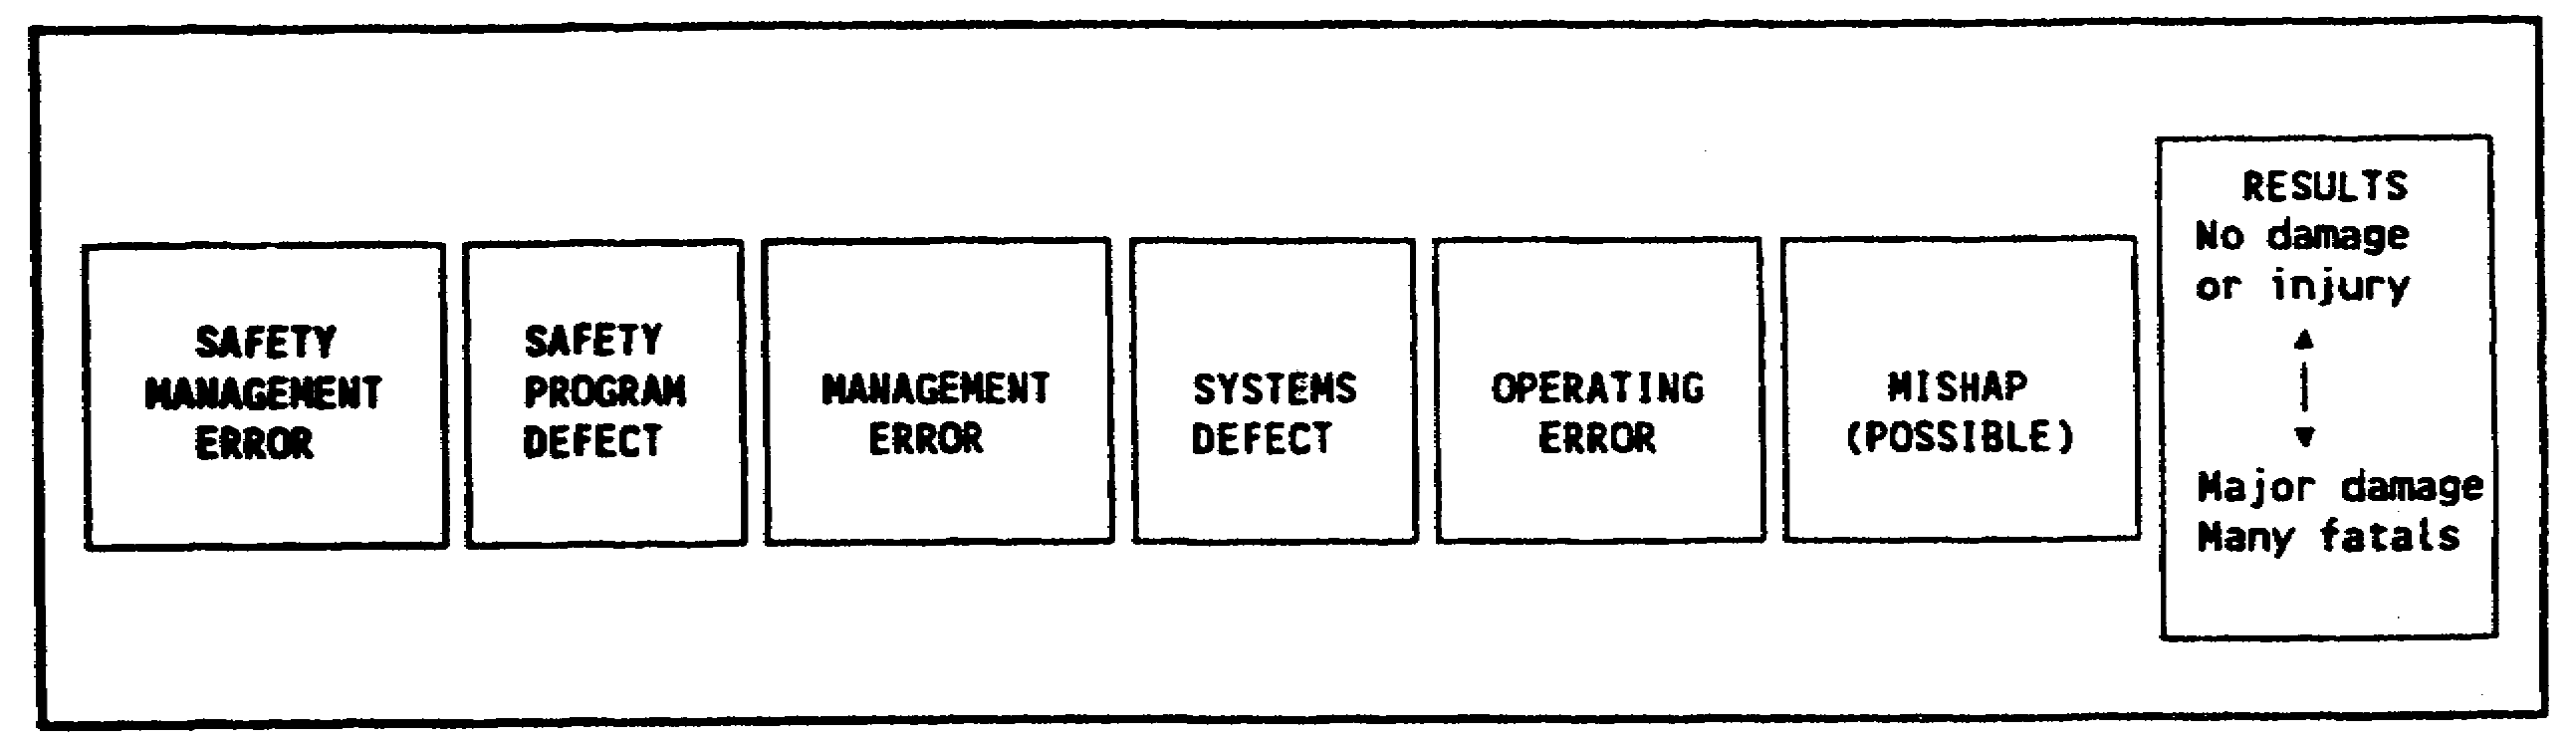 SAFETY
MANAGEMENT
ERROR
SAFETY
PROGRAM
DEFECT
MANAGEMENT
ERROR
SYSTEMS
DEFECT
OPERATING
ERROR
MISHAP
(POSSIBLE)
RESULTS
No damage
or injury
Major damage
Many fatals